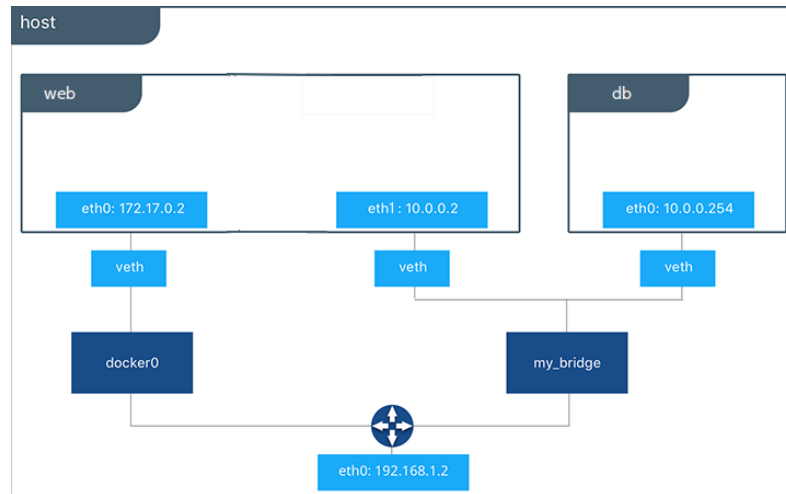 host
web
db
eth0: 172.17.0.2
eth1 : 10.0.0.2
eth0: 10.0.0.254
veth
veth
veth
docker0
my_bridge
eth0: 192.168.1.2